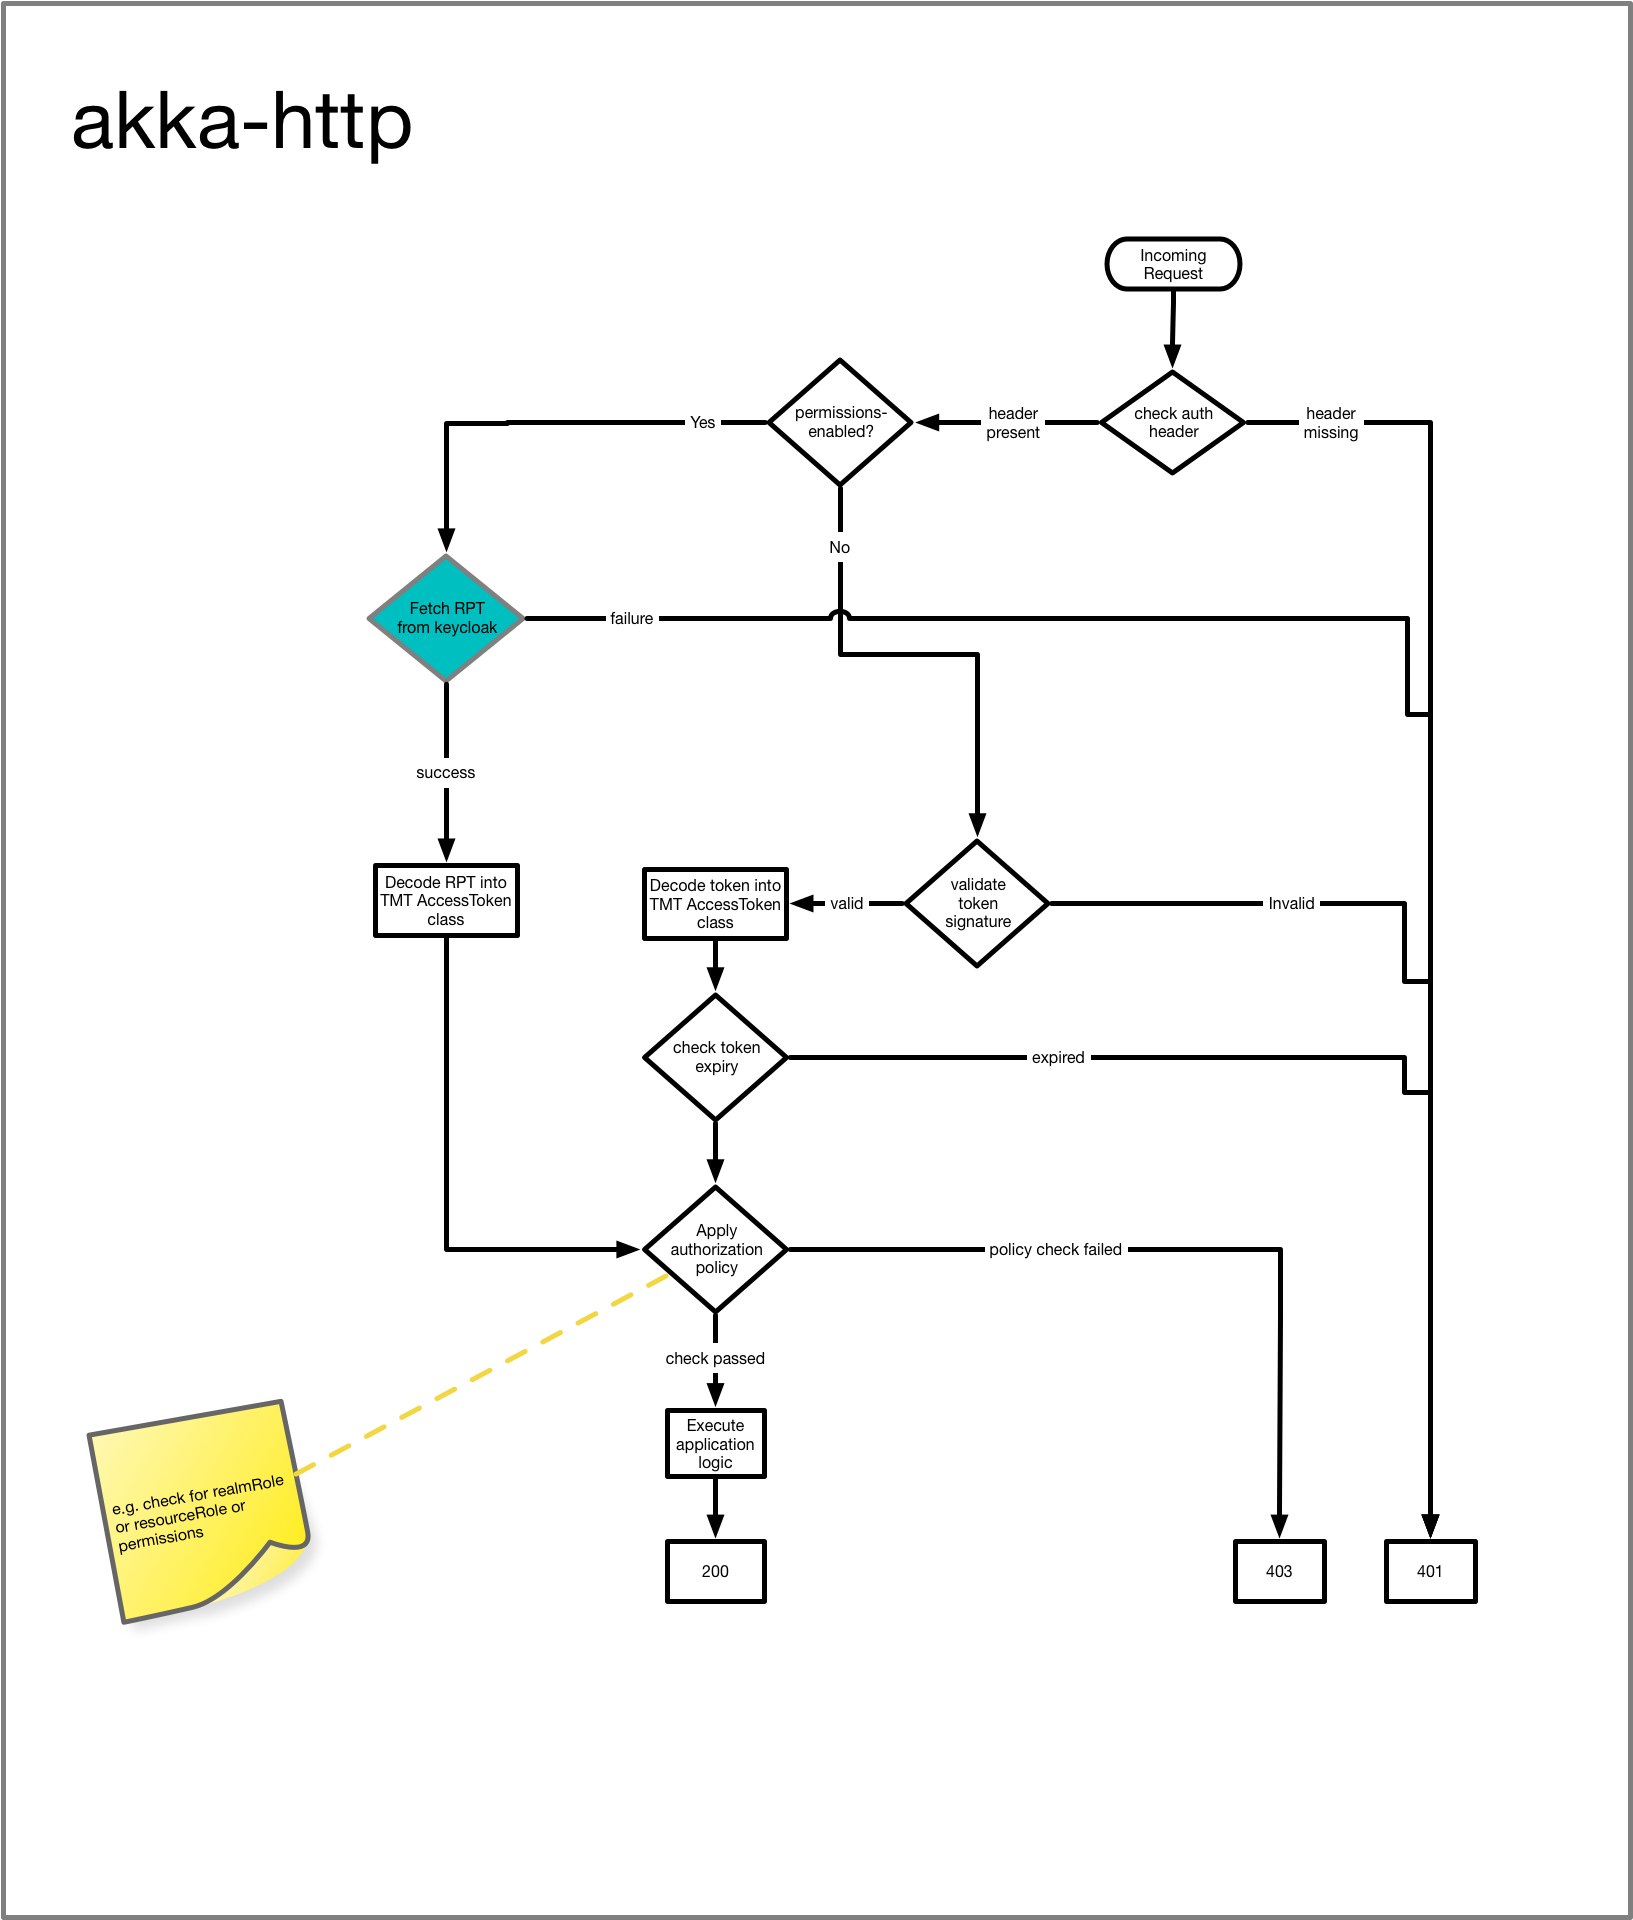 akka-http
Incoming
Request
check auth
header
header
present
header
missing
permissions-
enabled?
Yes
No
Fetch RPT
from keycloak
failure
success
Decode RPT into
TMT AccessToken
class
Decode token into
TMT AccessToken
class
valid
validate
token
signature
Invalid
check token
expiry
expired
Apply
authorization
policy
policy check failed
check passed
Execute
application
logic
e.g. check for realmRole
or resourceRole or
permissions
200
403
401